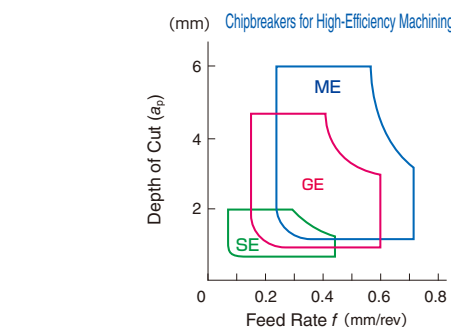 (mm) Chipbreakers for High-Efficiency Machining
6
ME
4
GE
2
SE
Depth of Cut (ap)
0 0.2 0.4 0.6 0.8
Feed Rate f (mm/rev)